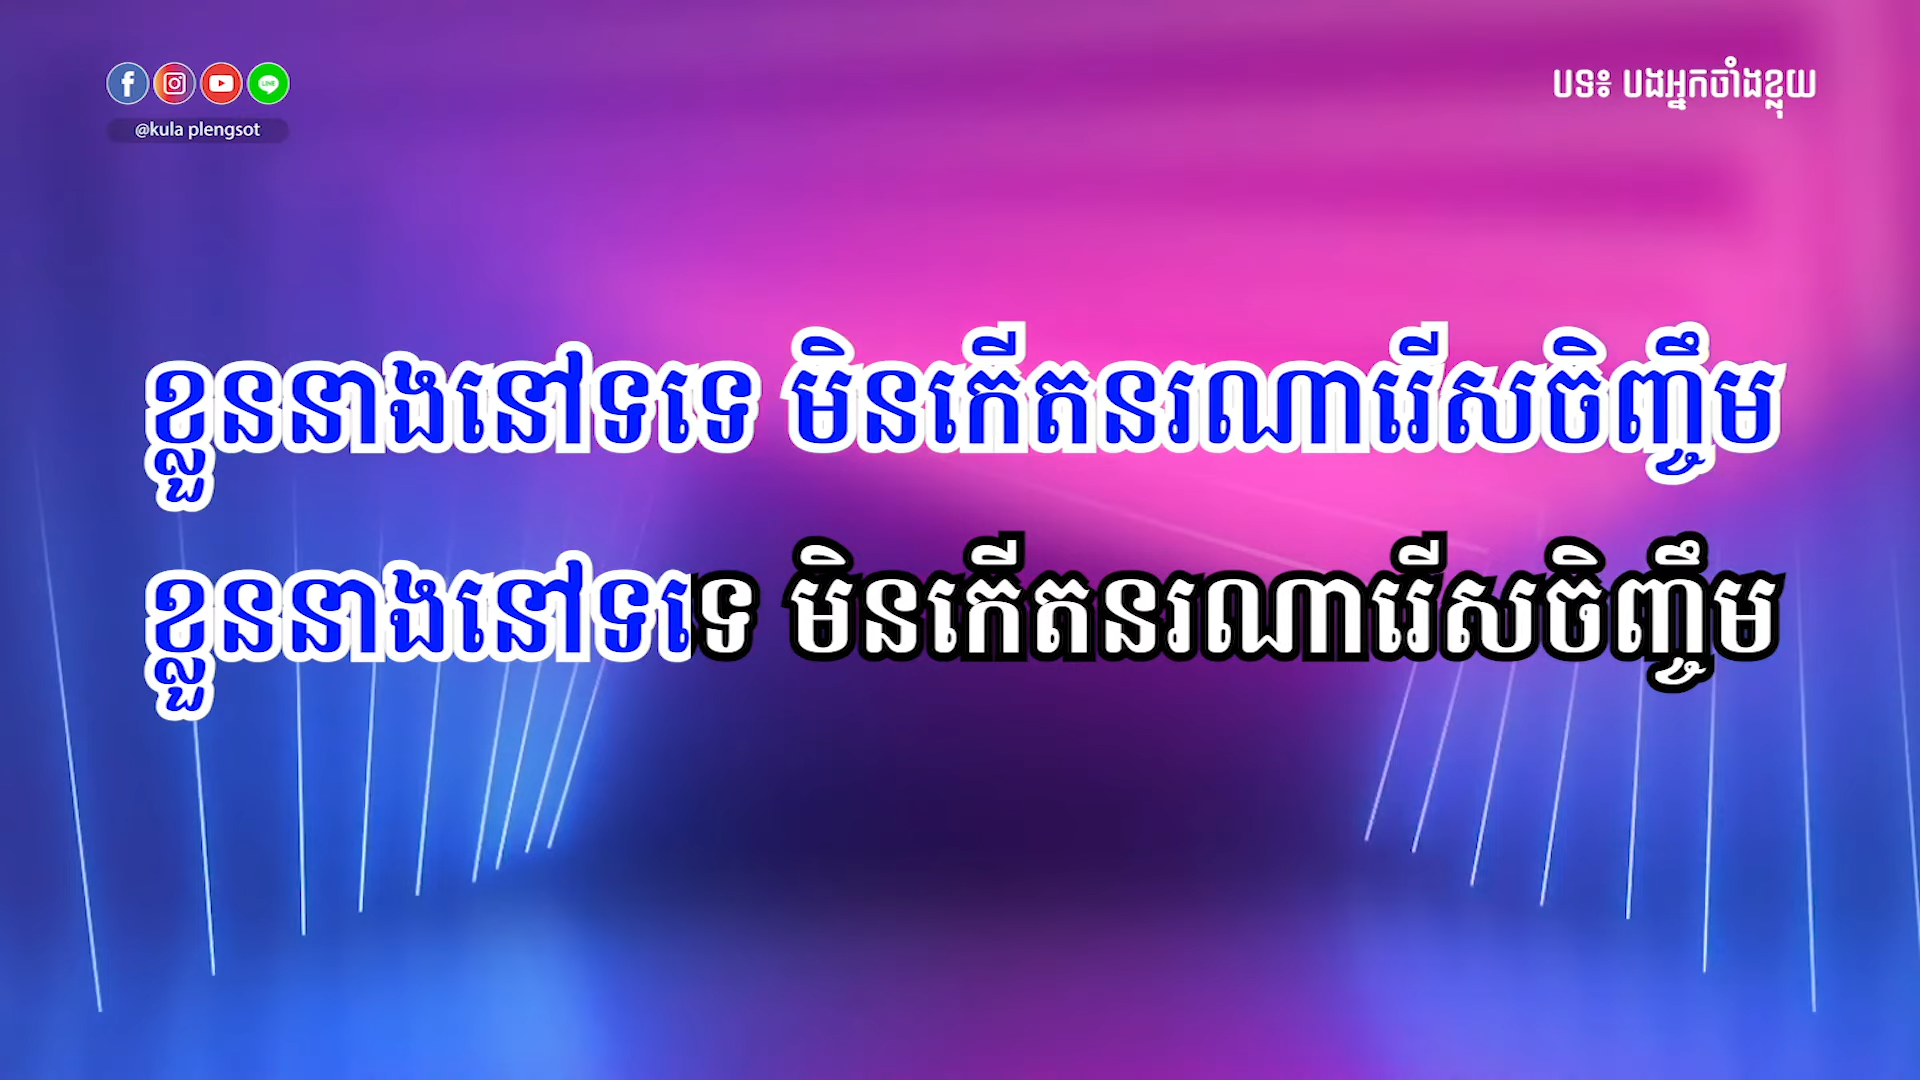 @kula plengsot
បទ៖ បងអ្នកចាំងខ្លុយ
ខ្លួននាងនៅទទេ មិនកើតនរណារើសចិញ្ចឹម
ខ្លួននាងនៅទទេ មិនកើតនរណារើសចិញ្ចឹម